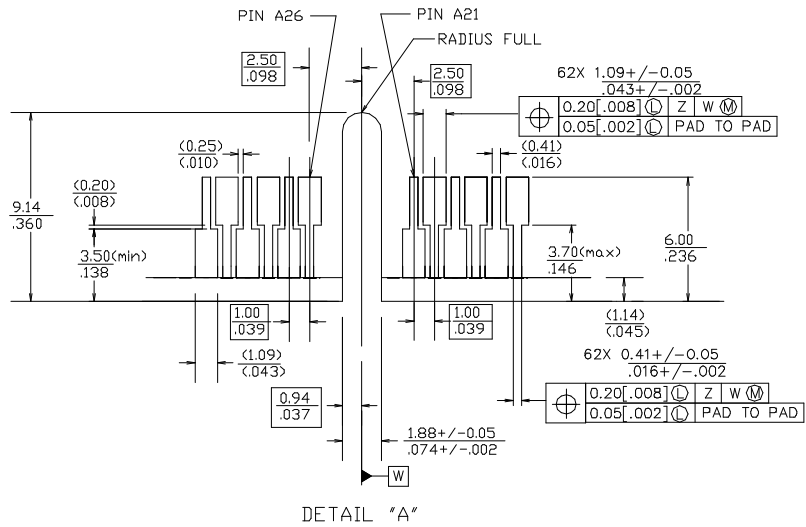 PIN A26
PIN A21
RADIUS FULL
2.50
.098
2.50
.098
62X 1.09+/-0.05
.043+/-.002
0.20[.008] Ⓛ Z W Ⓜ
0.05[.002] Ⓛ PAD TO PAD
(0.25)
(.010)
(0.41)
(.016)
(0.20)
(.008)
9.14
.360
3.50(min)
.138
3.70(max)
.146
6.00
.236
1.00
.039
1.00
.039
(1.14)
(.045)
(1.09)
(.043)
62X 0.41+/-0.05
.016+/-.002
0.20[.008] Ⓛ Z W Ⓜ
0.05[.002] Ⓛ PAD TO PAD
0.94
.037
1.88+/-0.05
.074+/-.002
W
DETAIL "A"